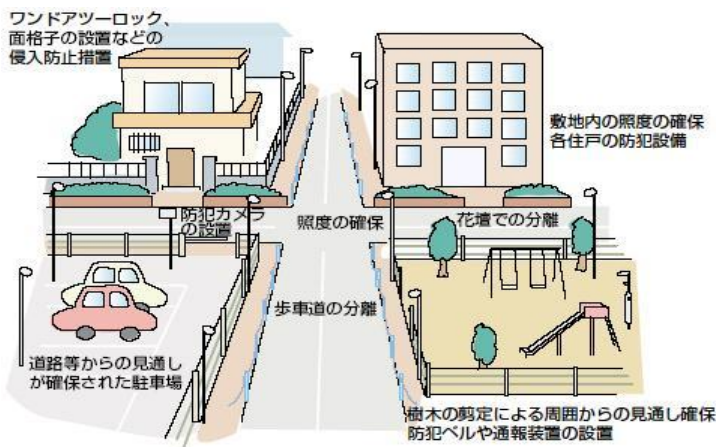 ワンドアツーロック、
面格子の設置などの
侵入防止措置
敷地内の照度の確保
各住戸の防犯設備
防犯カメラ
の設置
照度の確保
花壇での分離
歩車道の分離
道路等からの見通し
が確保された駐車場
樹木の剪定による周囲からの見通し確保
防犯ベルや通報装置の設置